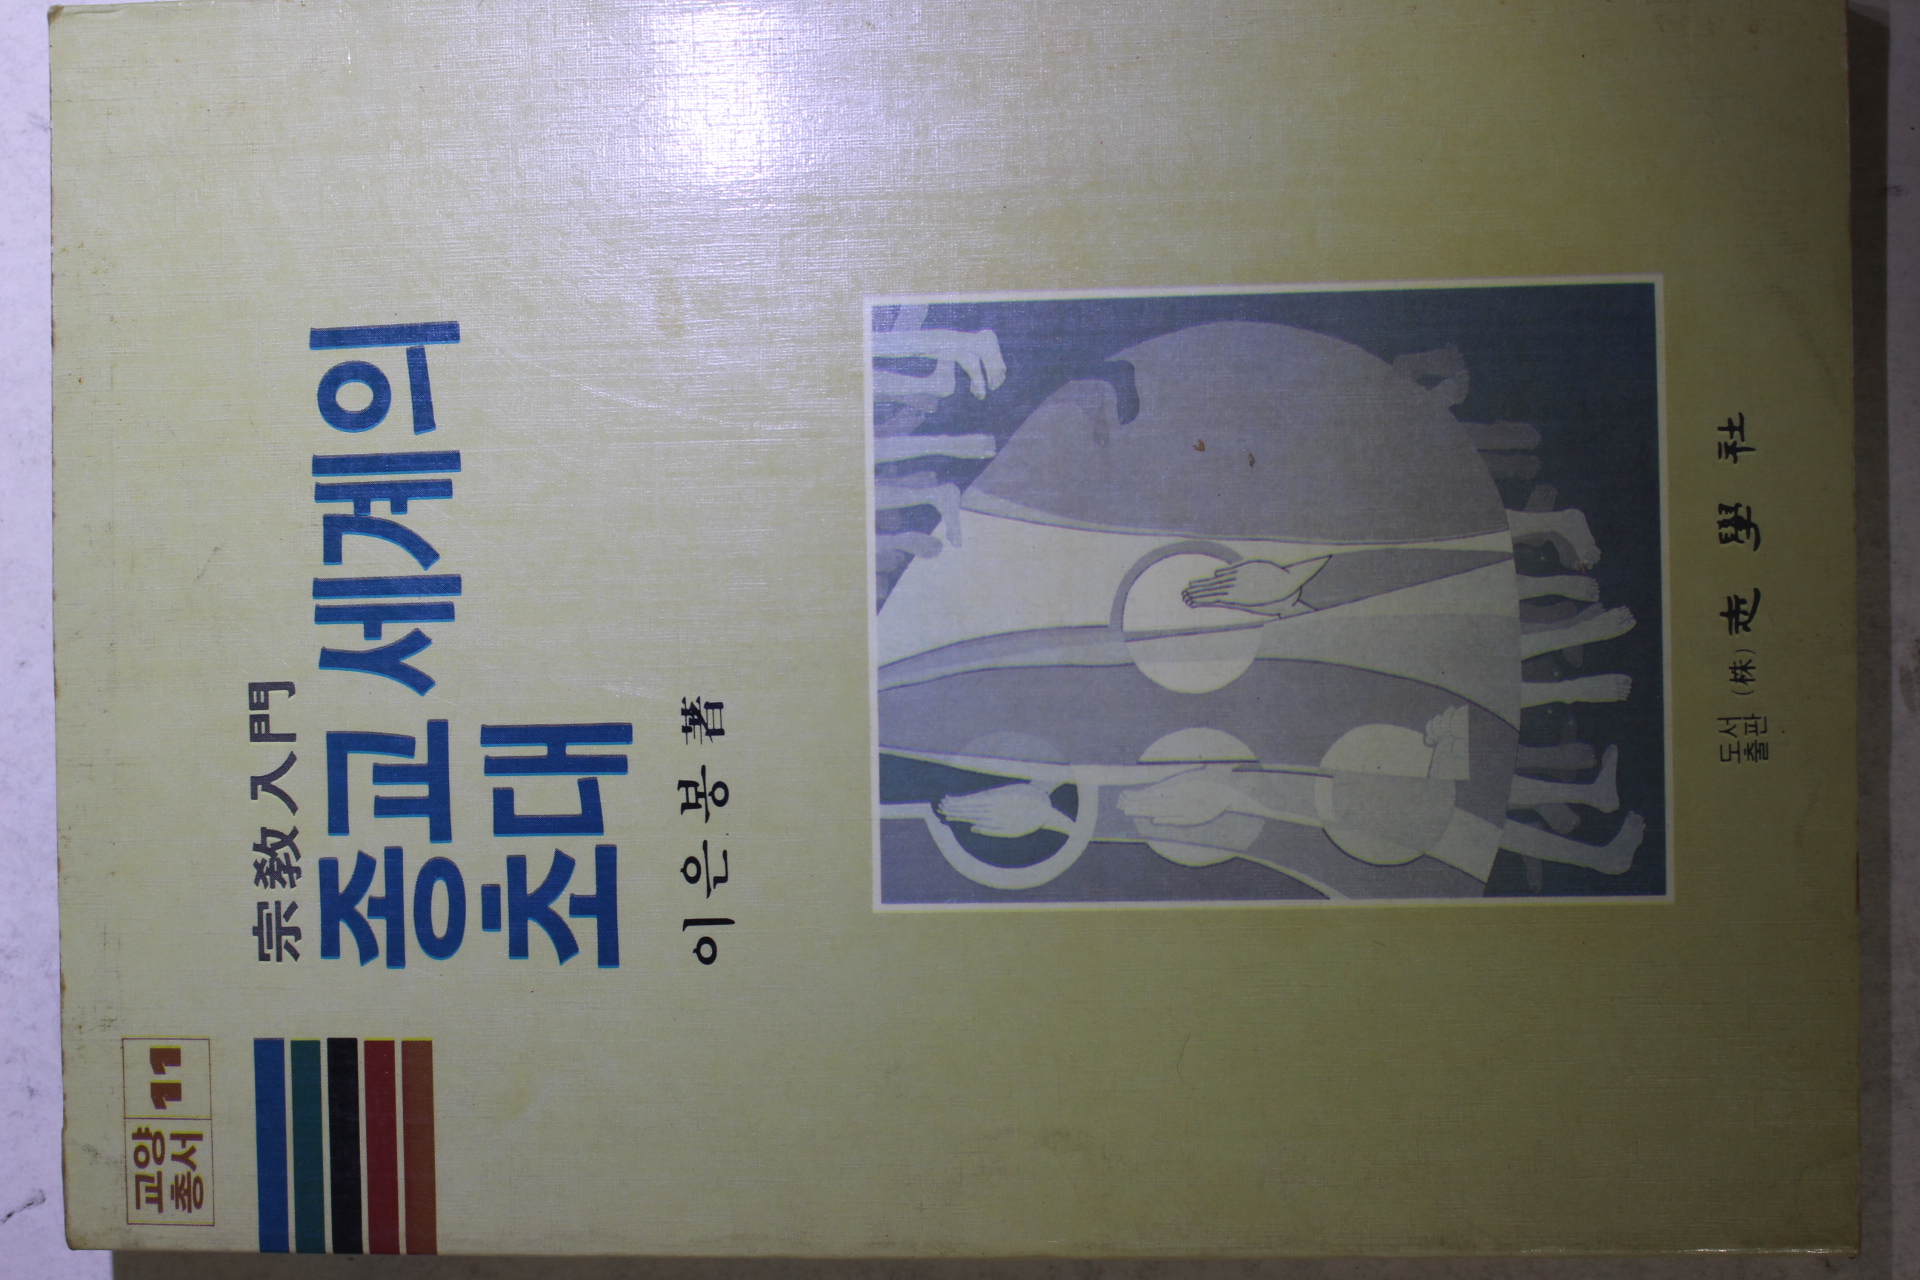 교양
총서
11
宗敎入門
종교세계의
초대
이은봉 著
도서
출판
(株)志學社